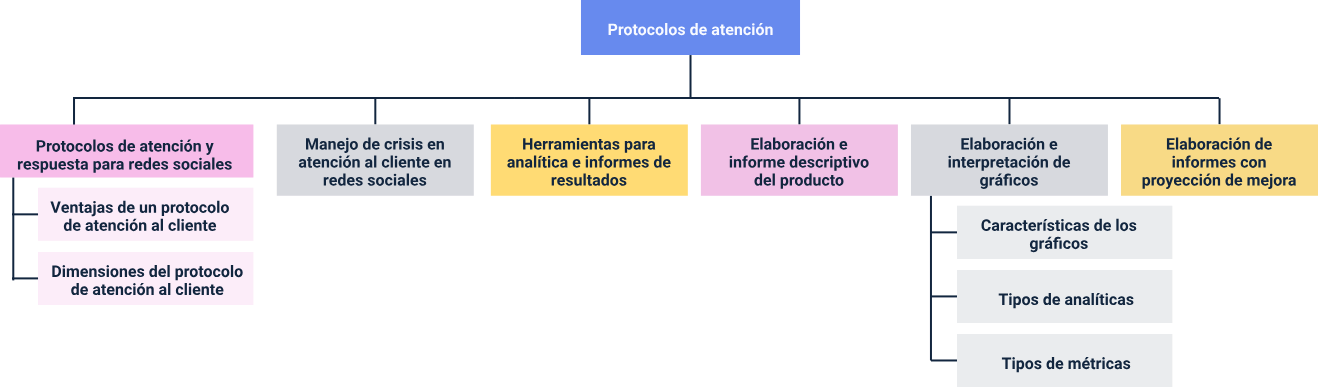 Protocolos de atención
Protocolos de atención y
respuesta para redes sociales
Ventajas de un protocolo
de atención al cliente
Dimensiones del protocolo
de atención al cliente
Manejo de crisis en
atención al cliente en
redes sociales
Herramientas para
analítica e informes de
resultados
Elaboración e
informe descriptivo
del producto
Elaboración e
interpretación de
gráficos
Características de los
gráficos
Tipos de analíticas
Tipos de métricas
Elaboración de
informes con
proyección de mejora